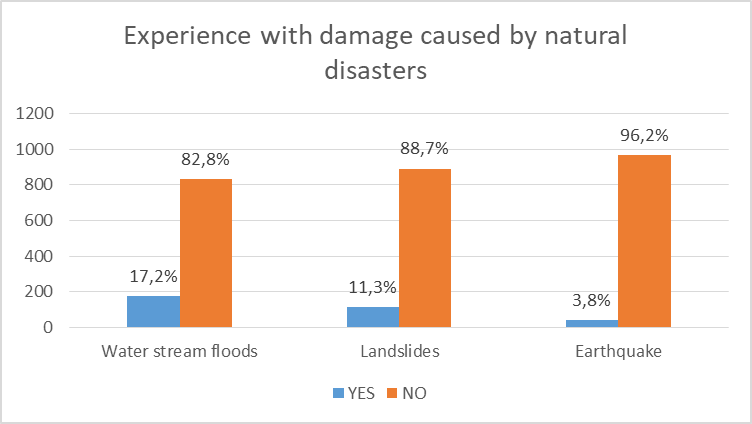 Experience with damage caused by natural
disasters
1200
1000
800
600
400
200
0
82,8%
88,7%
96,2%
17,2%
11,3%
3,8%
Water stream floods
Landslides
Earthquake
YES
NO